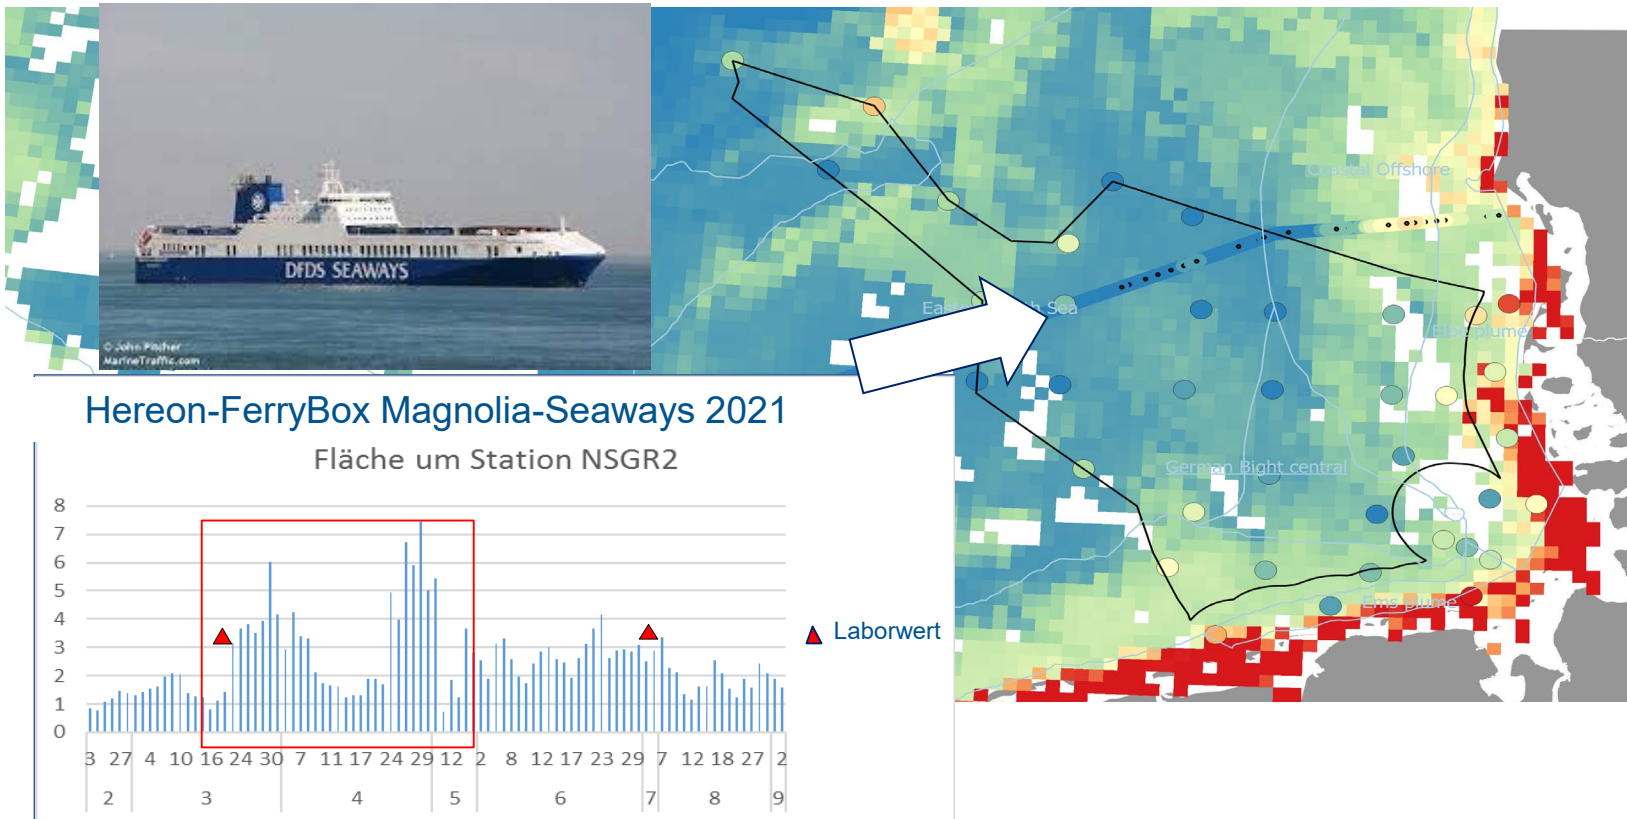 DFDS SEAWAYS
© John Pitcher
MarineTraffic.com
Coastal Offshore
Sea
Elbe plume
German Bight central
Ems plume
Hereon-FerryBox Magnolia-Seaways 2021
Fläche um Station NSGR2
8
7
6
5
4
3
2
1
0
Laborwert
3 27 4 10 16 24 30 7 11 17 24 29 12 2 8 12 17 23 29 7 12 18 27 2
2 3 4 5 6 7 8 9